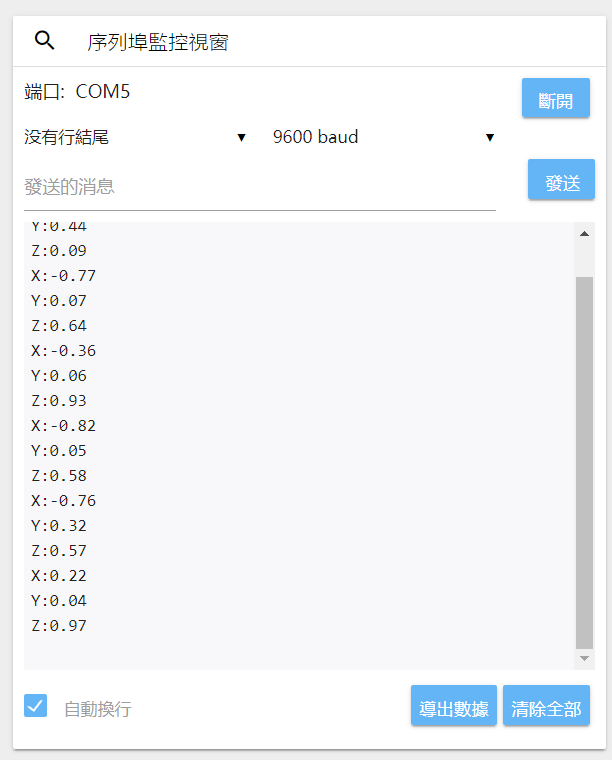 序列埠監控視窗
端口: COM5
斷開
没有行結尾
9600 baud
發送的消息
發送
Y:0.44
Z:0.09
X:-0.77
Y:0.07
Z:0.64
X:-0.36
Y:0.06
Z:0.93
X:-0.82
Y:0.05
Z:0.58
X:-0.76
Y:0.32
Z:0.57
X:0.22
Y:0.04
Z:0.97
自動換行
導出數據
清除全部